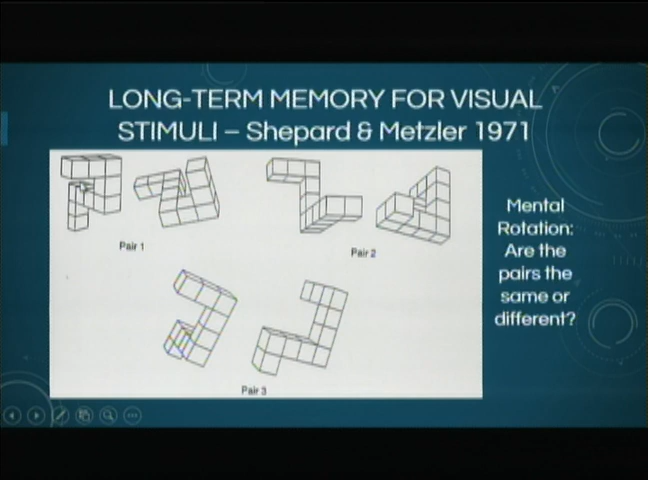 LONG-TERM MEMORY FOR VISUAL
STIMULI – Shepard & Metzler 1971
Pair 1
Pair 2
Pair 3
Mental
Rotation:
Are the
pairs the
same or
different?